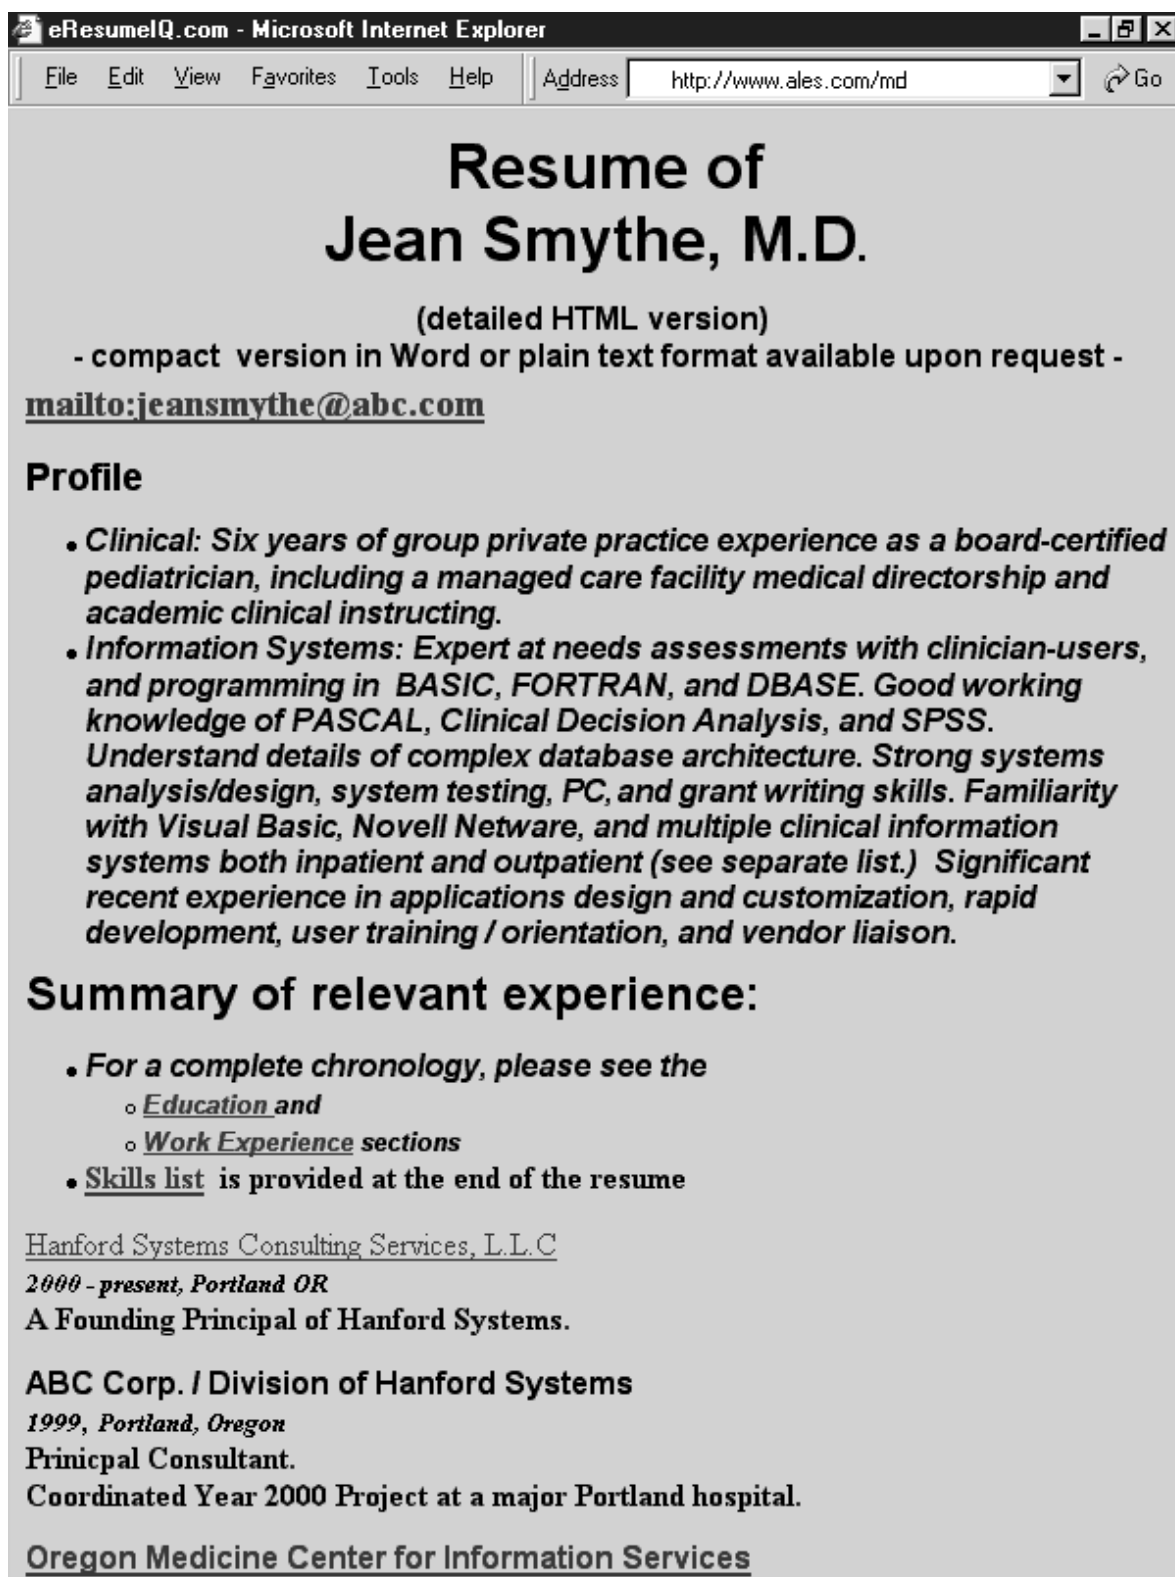 eResumeIQ.com - Microsoft Internet Explorer
File Edit View Favorites Tools Help Address http://www.ales.com/md Go
Resume of
Jean Smythe, M.D.
(detailed HTML version)
- compact version in Word or plain text format available upon request -
mailto:jeansmythe@abc.com
Profile
• Clinical: Six years of group private practice experience as a board-certified
pediatrician, including a managed care facility medical directorship and
academic clinical instructing.
• Information Systems: Expert at needs assessments with clinician-users,
and programming in BASIC, FORTRAN, and DBASE. Good working
knowledge of PASCAL, Clinical Decision Analysis, and SPSS.
Understand details of complex database architecture. Strong systems
analysis/design, system testing, PC, and grant writing skills. Familiarity
with Visual Basic, Novell Netware, and multiple clinical information
systems both inpatient and outpatient (see separate list.) Significant
recent experience in applications design and customization, rapid
development, user training / orientation, and vendor liaison.
Summary of relevant experience:
• For a complete chronology, please see the
o Education and
o Work Experience sections
• Skills list is provided at the end of the resume
Hanford Systems Consulting Services, L.L.C
2000 - present, Portland OR
A Founding Principal of Hanford Systems.
ABC Corp. / Division of Hanford Systems
1999, Portland, Oregon
Prinicpal Consultant.
Coordinated Year 2000 Project at a major Portland hospital.
Oregon Medicine Center for Information Services